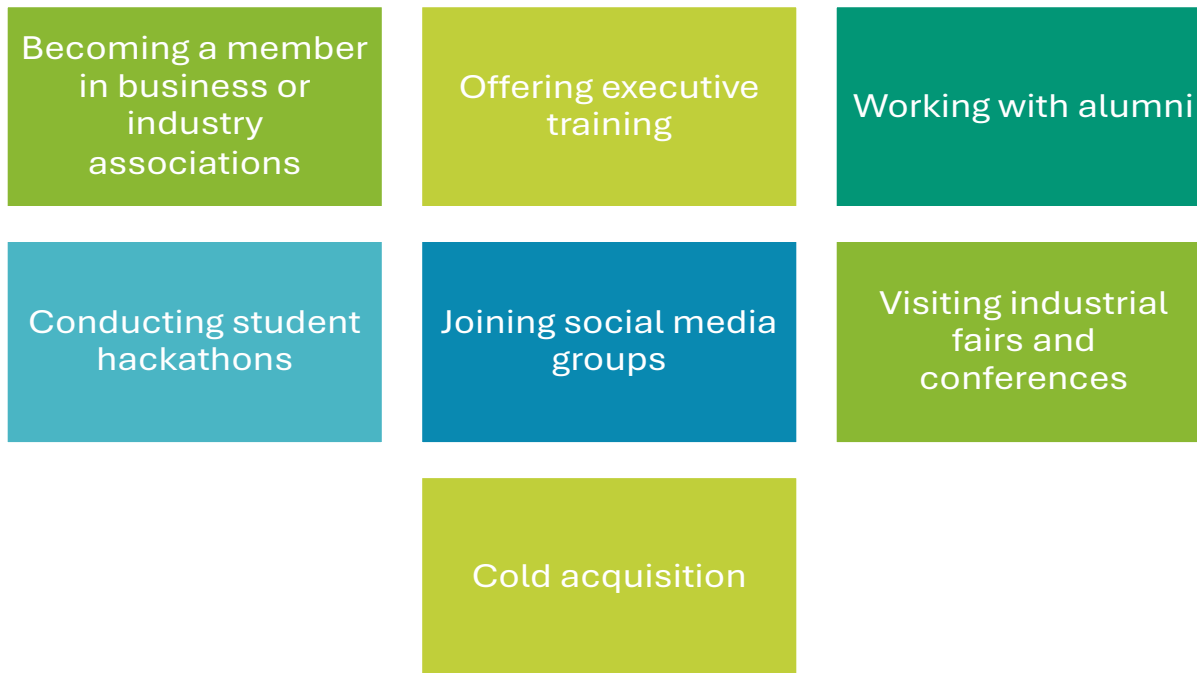 Becoming a member
in business or
industry
associations
Offering executive
training
Working with alumni
Conducting student
hackathons
Joining social media
groups
Visiting industrial
fairs and
conferences
Cold acquisition